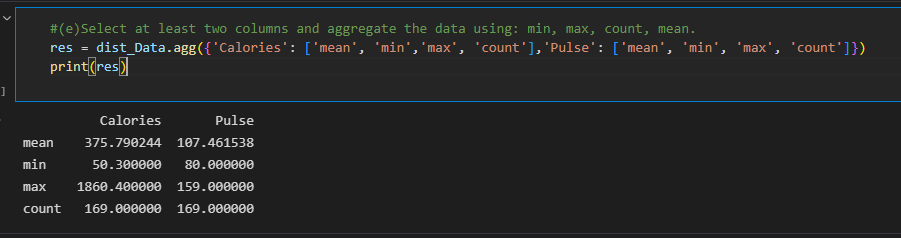 #(e)Select at least two columns and aggregate the data using: min, max, count, mean.
res = dist_Data.agg({'Calories': ['mean', 'min','max', 'count'],'Pulse': ['mean', 'min', 'max', 'count']})
print(res)
]
Calories Pulse
mean 375.790244 107.461538
min 50.300000 80.000000
max 1860.400000 159.000000
count 169.000000 169.000000